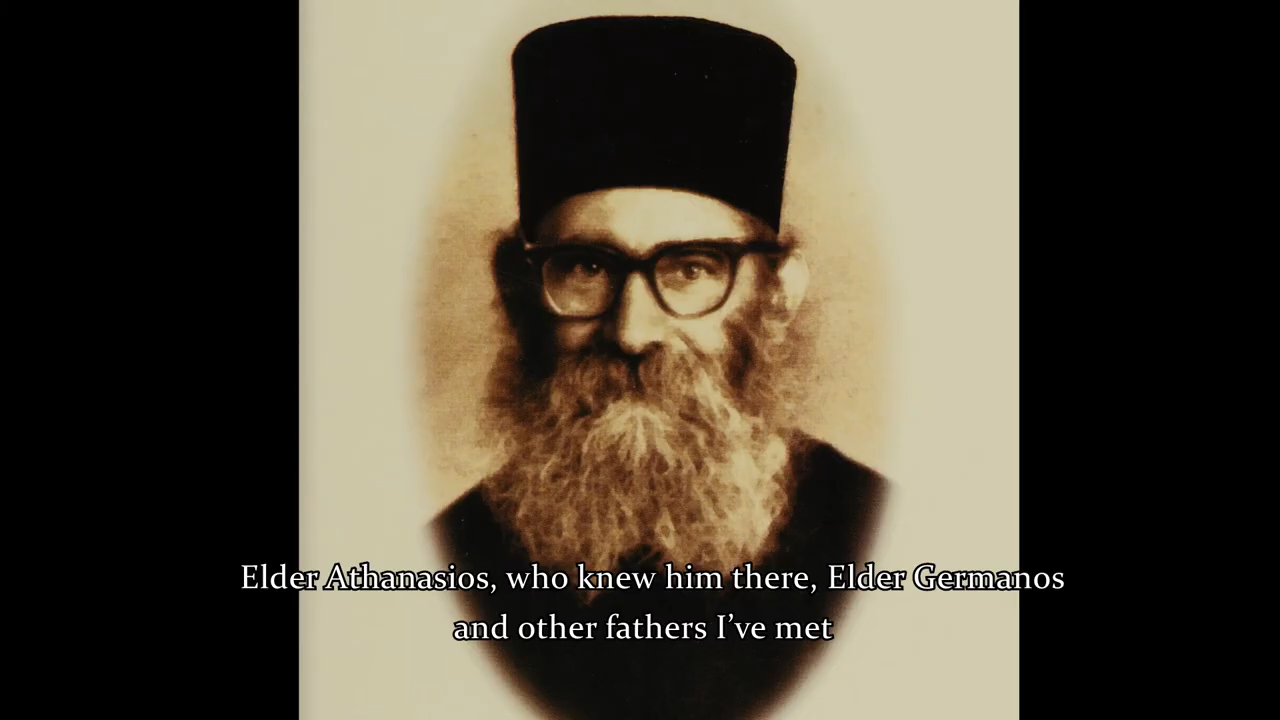 Elder Athanasios, who knew him there, Elder Germanos
and other fathers I’ve met